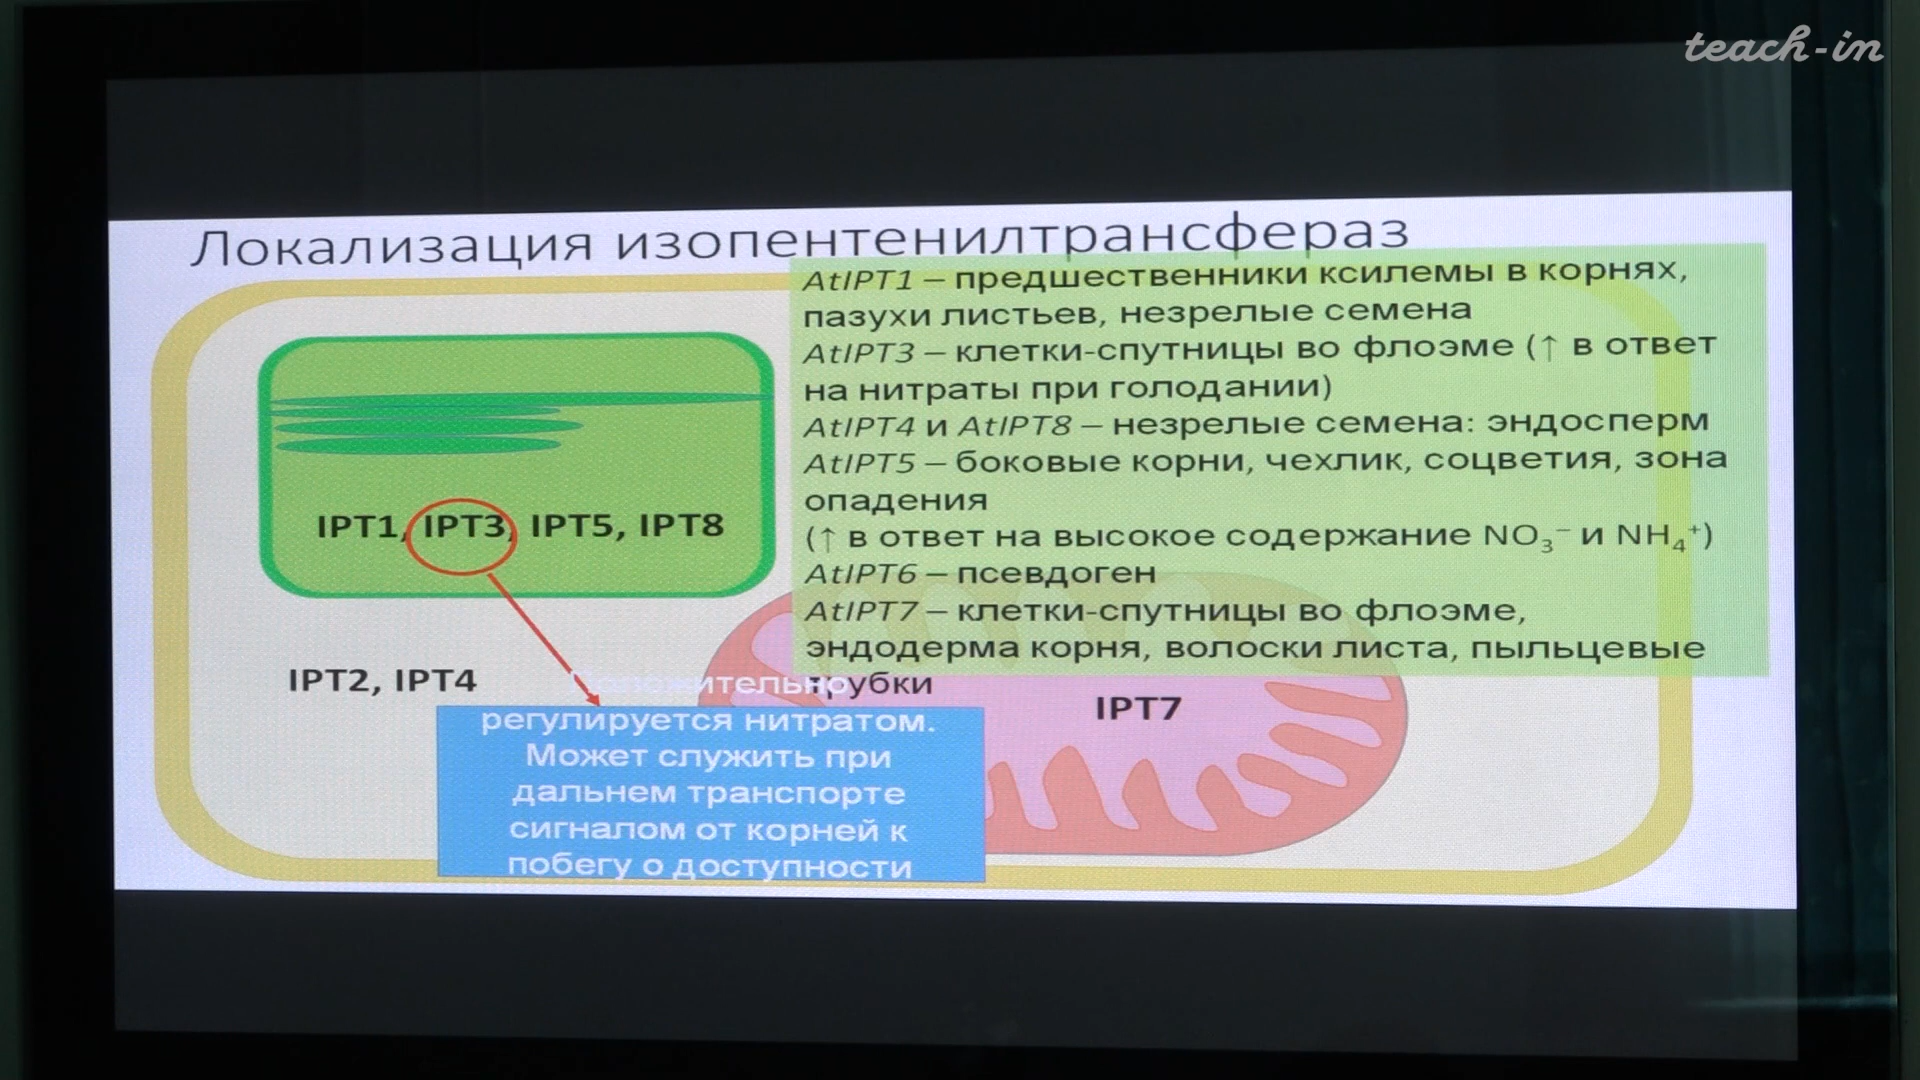 teach-in
Локализация изопентенилтрансфераз
AtIPT1 – предшественники ксилемы в корнях,
пазухи листьев, незрелые семена
AtIPT3 – клетки-спутницы во флоэме (↑ в ответ
на нитраты при голодании)
AtIPT4 и AtIPT8 – незрелые семена: эндосперм
AtIPT5 – боковые корни, чехлик, соцветия, зона
опадения
(↑ в ответ на высокое содержание NO₃⁻ и NH₄⁺)
AtIPT6 – псевдоген
AtIPT7 – клетки-спутницы во флоэме,
эндодерма корня, волоски листа, пыльцевые
трубки
IPT1, IPT3, IPT5, IPT8
IPT2, IPT4
IPT7
Положительно
регулируется нитратом.
Может служить при
дальнем транспорте
сигналом от корней к
побегу о доступности